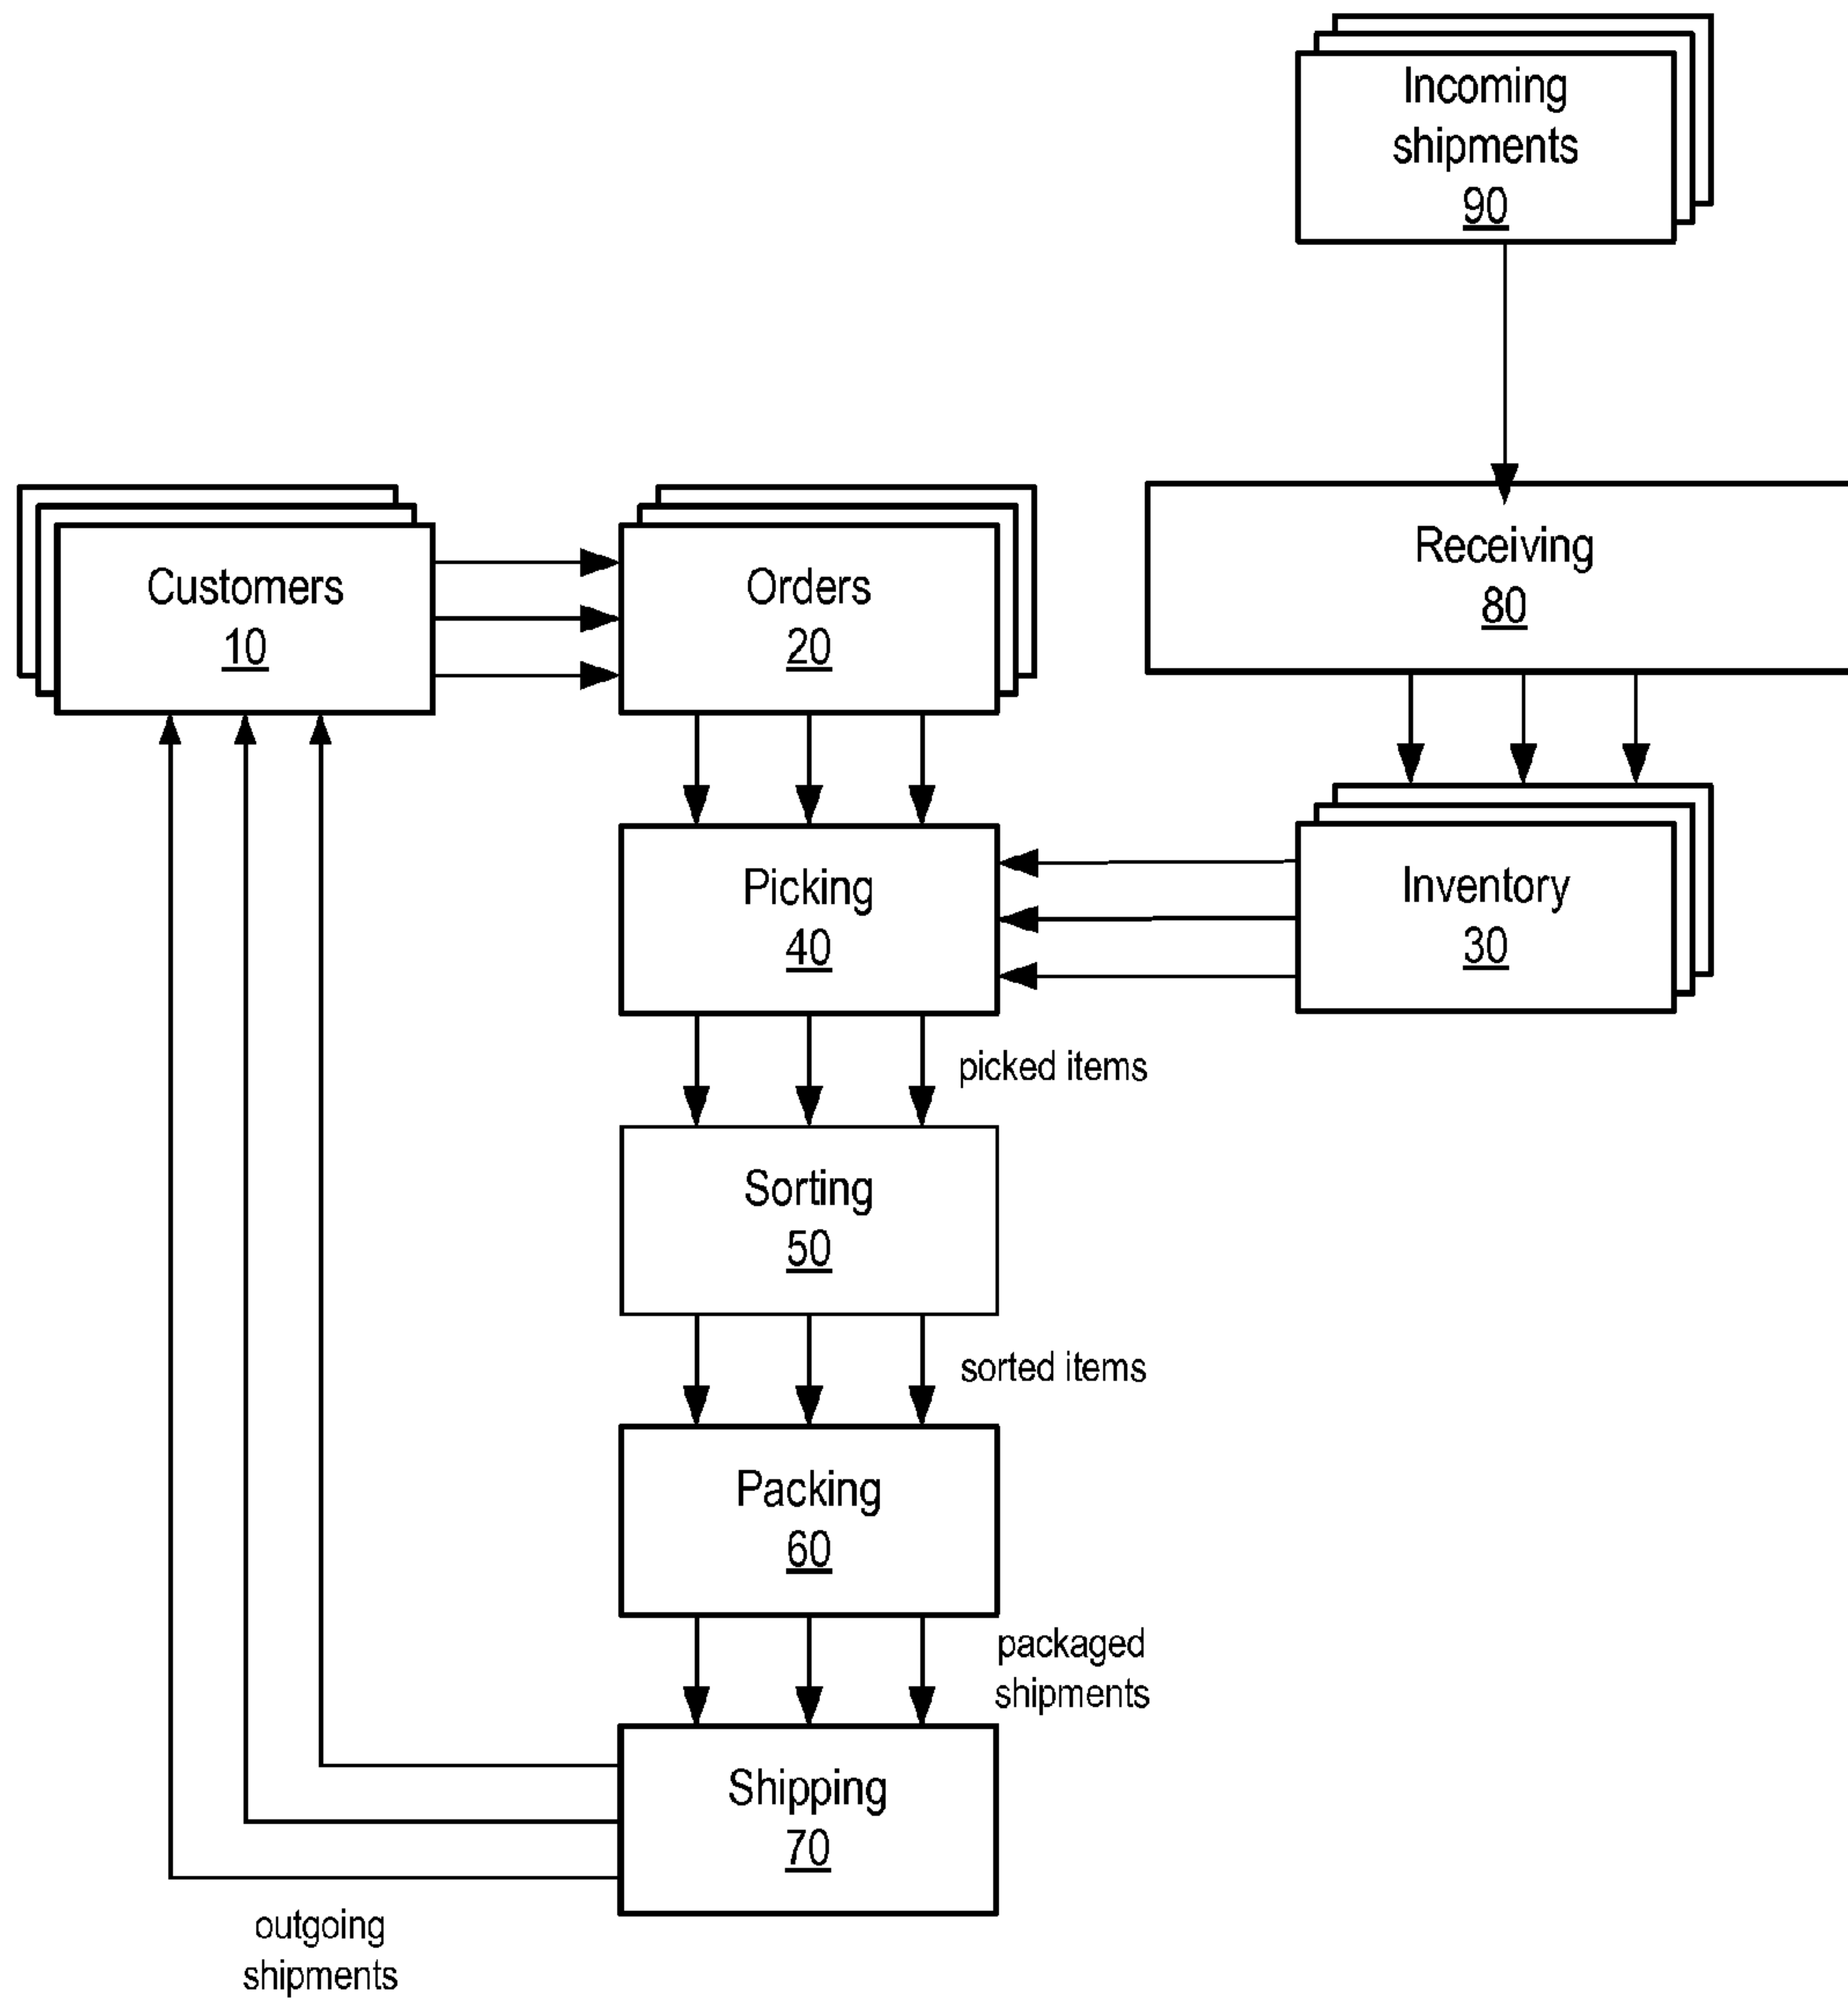 Incoming
shipments
90
Customers
10
Orders
20
Receiving
80
Picking
40
Inventory
30
picked items
Sorting
50
sorted items
Packing
60
packaged
shipments
Shipping
70
outgoing
shipments